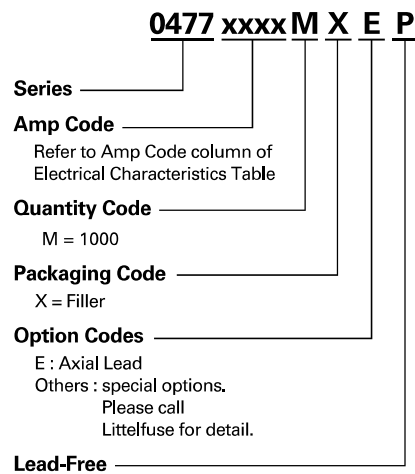 0477 xxxx M X E P
Series
Amp Code
Refer to Amp Code column of
Electrical Characteristics Table
Quantity Code
M = 1000
Packaging Code
X = Filler
Option Codes
E : Axial Lead
Others : special options.
Please call
Littelfuse for detail.
Lead-Free